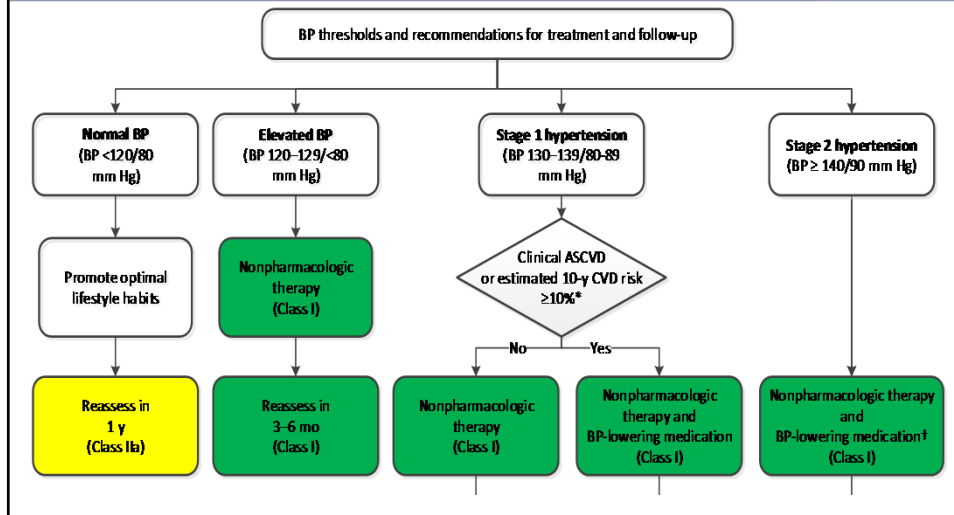 BP thresholds and recommendations for treatment and follow-up
Normal BP
(BP <120/80
mm Hg)
Elevated BP
(BP 120–129/<80
mm Hg)
Stage 1 hypertension
(BP 130–139/80-89
mm Hg)
Stage 2 hypertension
(BP ≥ 140/90 mm Hg)
Promote optimal
lifestyle habits
Nonpharmacologic
therapy
(Class I)
Clinical ASCVD
or estimated 10-y CVD risk
≥10%*
No
Yes
Reassess in
1 y
(Class IIa)
Reassess in
3–6 mo
(Class I)
Nonpharmacologic
therapy
(Class I)
Nonpharmacologic
therapy and
BP-lowering medication
(Class I)
Nonpharmacologic therapy
and
BP-lowering medication†
(Class I)